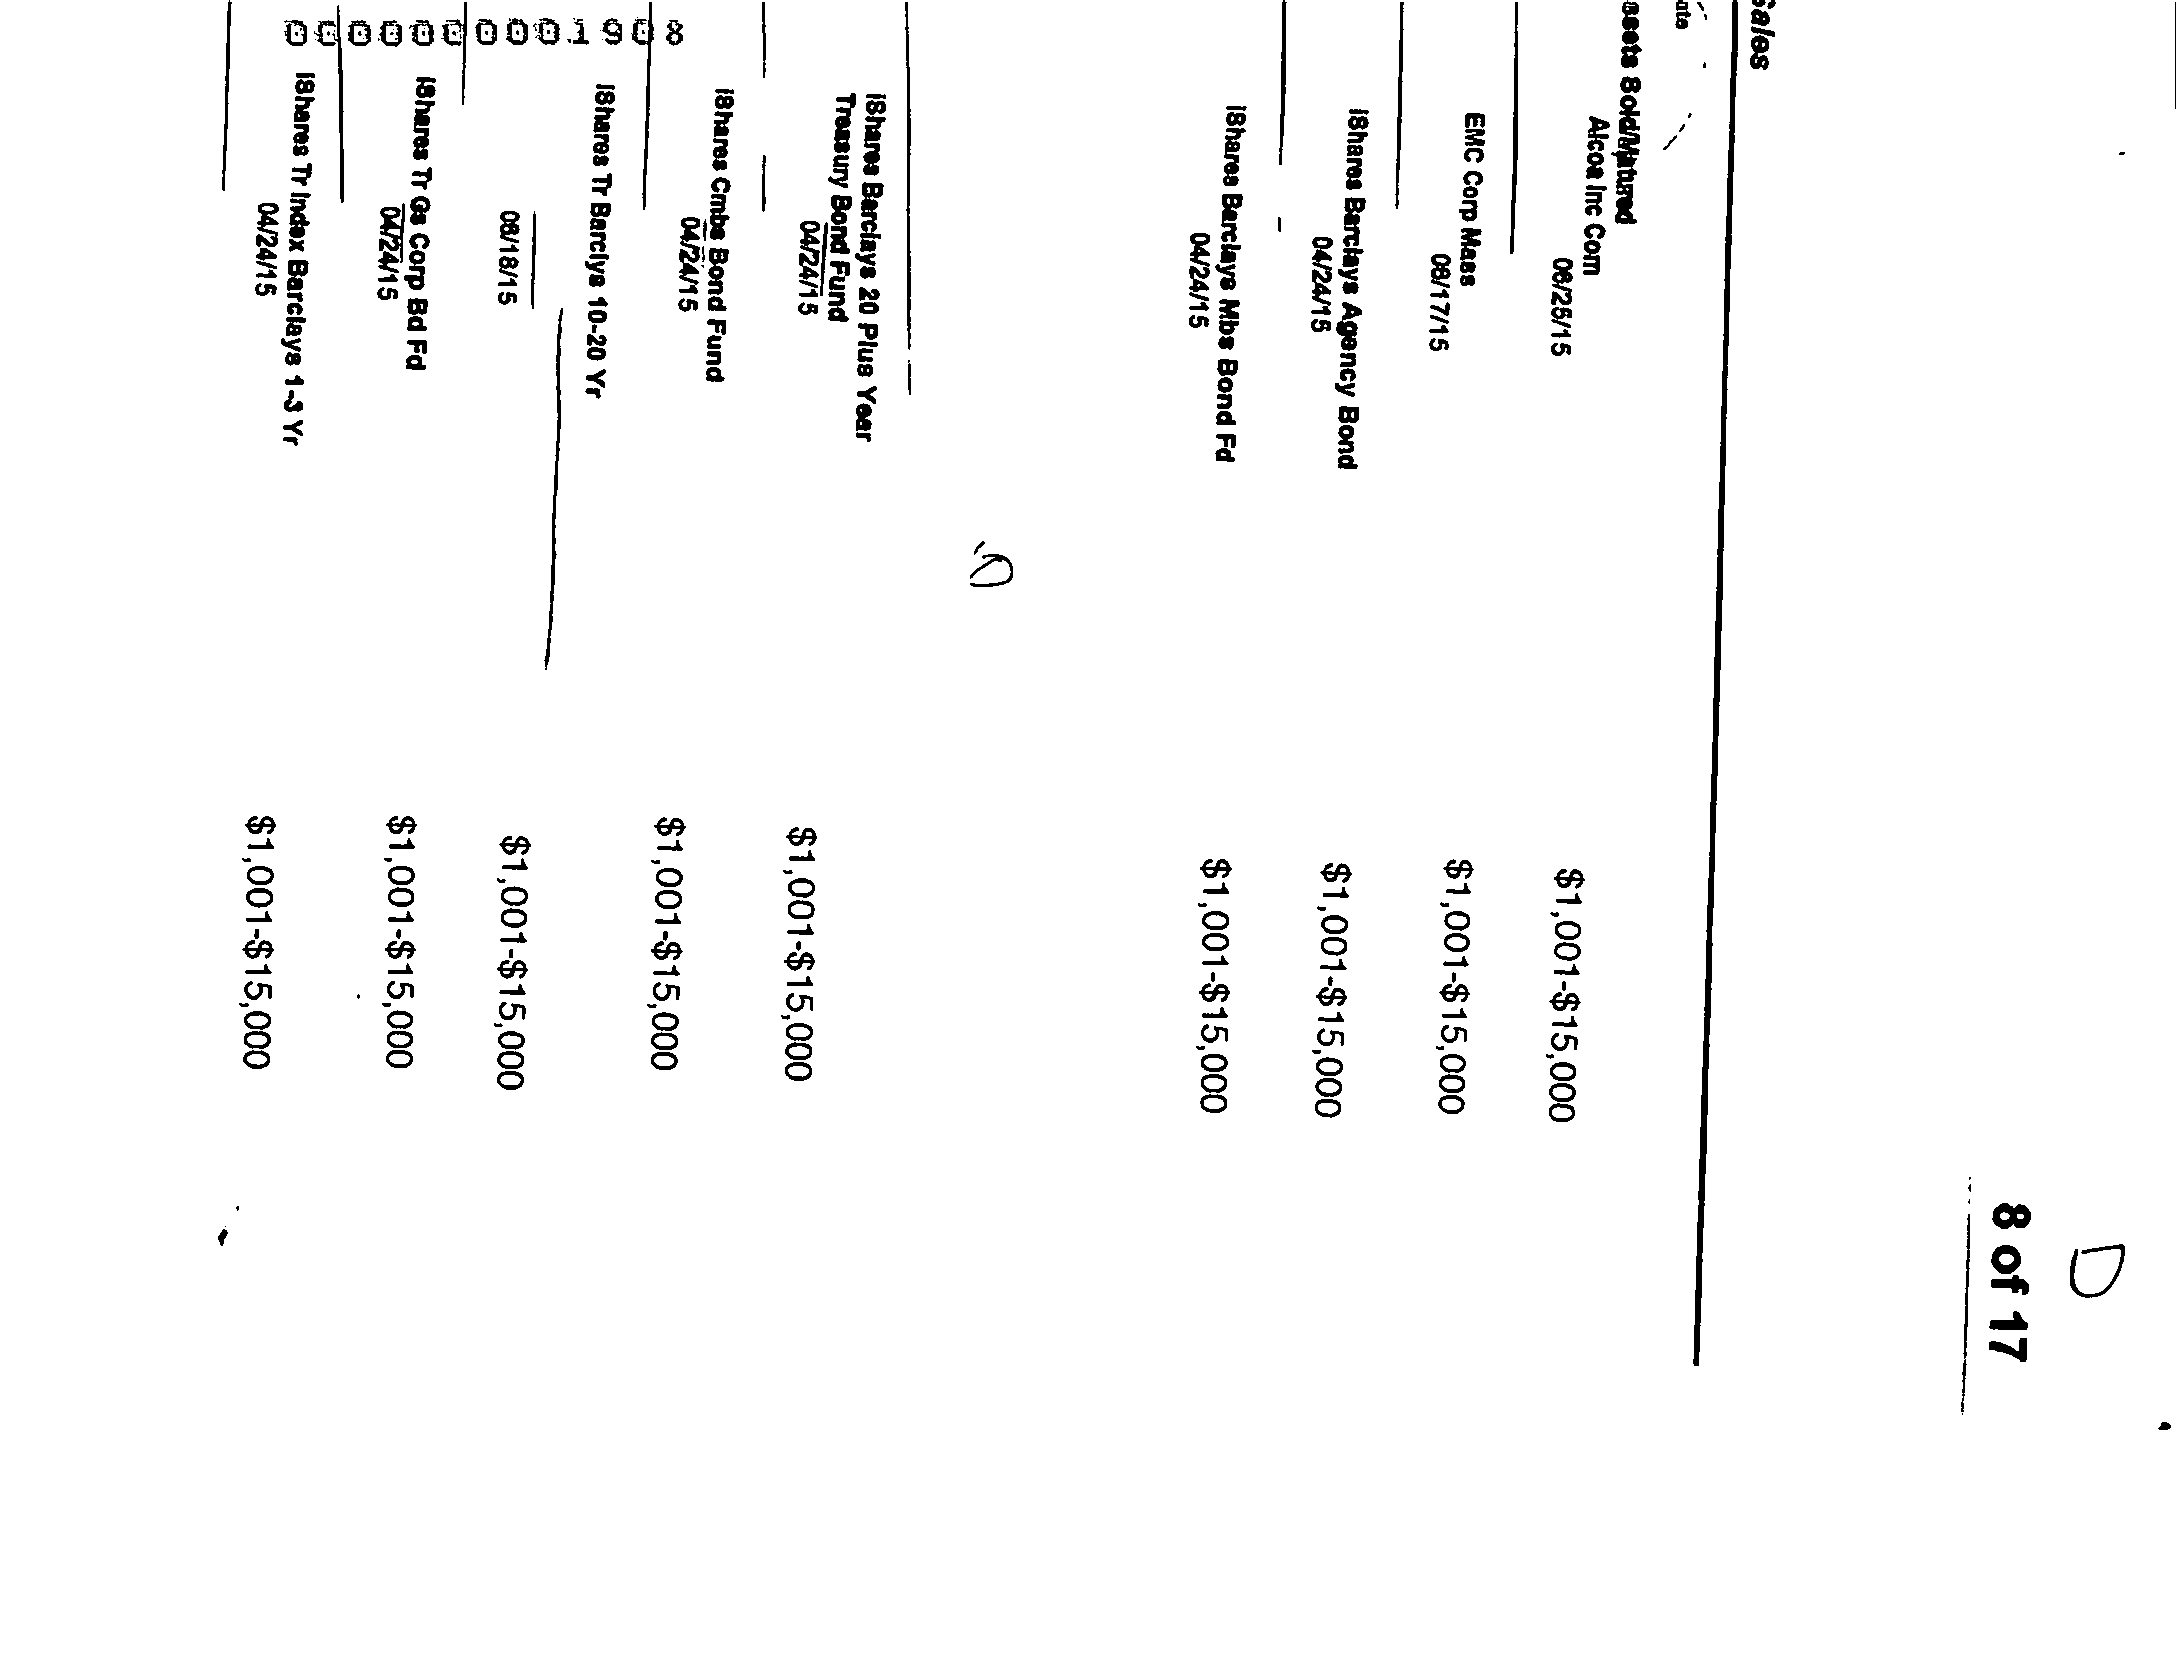 8 of 17
Sales
Assets Sold/Matured
Alcoa Inc Com
08/25/15 $1,001-$15,000
EMC Corp Mass
08/17/15 $1,001-$15,000
iShares Barclays Agency Bond
04/24/15 $1,001-$15,000
iShares Barclays Mbs Bond Fd
04/24/15 $1,001-$15,000
iShares Barclays 20 Plus Year
Treasury Bond Fund
04/24/15 $1,001-$15,000
iShares Cmbs Bond Fund
04/24/15 $1,001-$15,000
iShares Tr Barclys 10-20 Yr
08/18/15 $1,001-$15,000
iShares Tr Gs Corp Bd Fd
04/24/15 $1,001-$15,000
iShares Tr Index Barclays 1-3 Yr
04/24/15 $1,001-$15,000